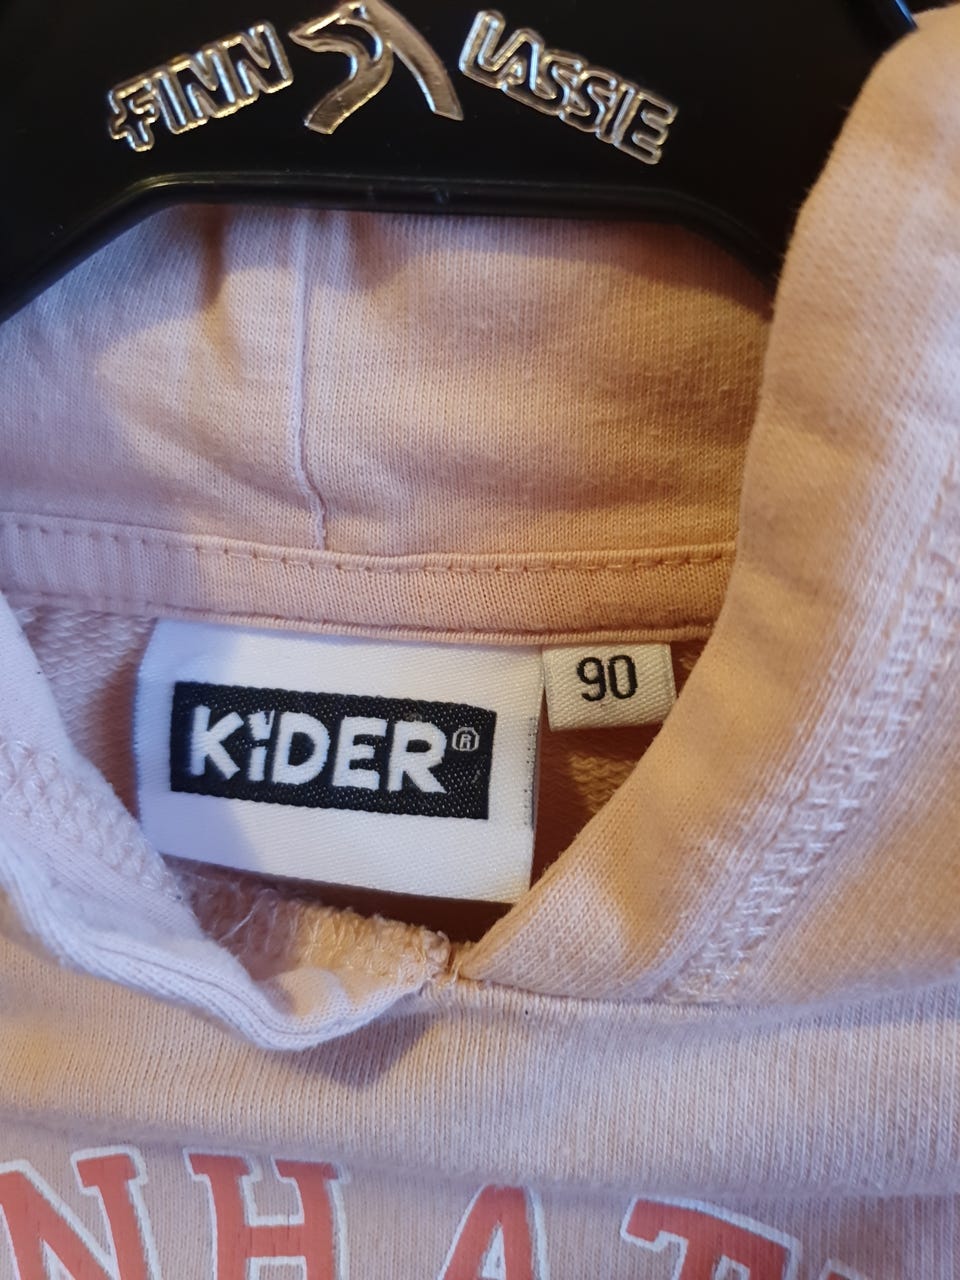 FINN LASSIE
KiDER®
90
NHAT